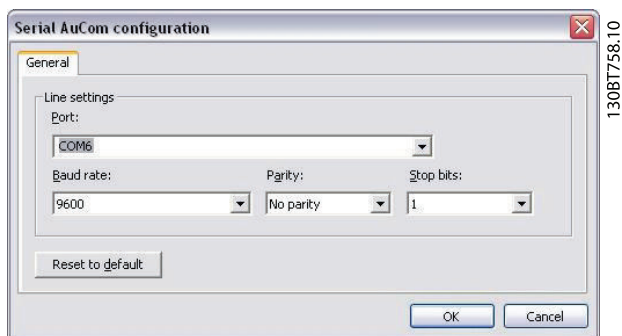 Serial AuCom configuration
General
Line settings
Port:
COM6
Baud rate:
Parity:
Stop bits:
9600
No parity
1
Reset to default
OK
Cancel
130BT758.10